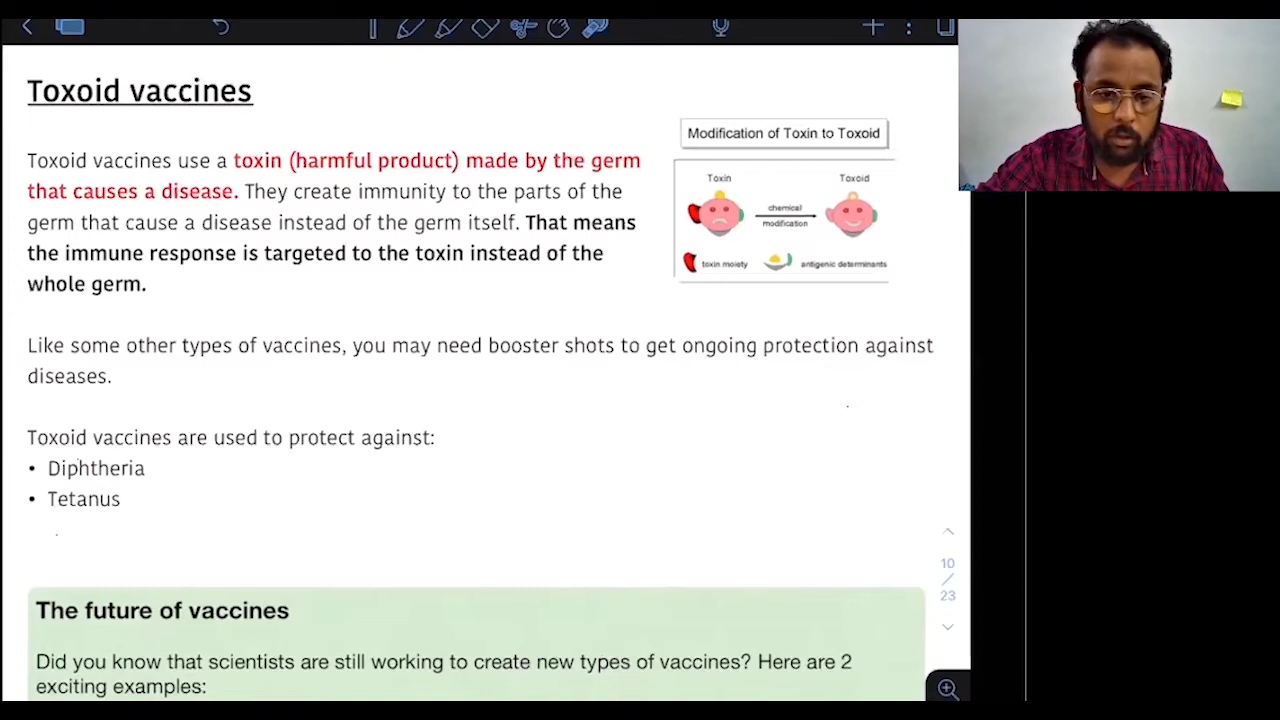 Toxoid vaccines
Modification of Toxin to Toxoid
Toxoid vaccines use a toxin (harmful product) made by the germ
that causes a disease. They create immunity to the parts of the
germ that cause a disease instead of the germ itself. That means
the immune response is targeted to the toxin instead of the
whole germ.
Toxin
Toxoid
chemical
modification
toxin moiety
antigenic determinants
Like some other types of vaccines, you may need booster shots to get ongoing protection against
diseases.
Toxoid vaccines are used to protect against:
• Diphtheria
• Tetanus
10
/
23
The future of vaccines
Did you know that scientists are still working to create new types of vaccines? Here are 2
exciting examples: